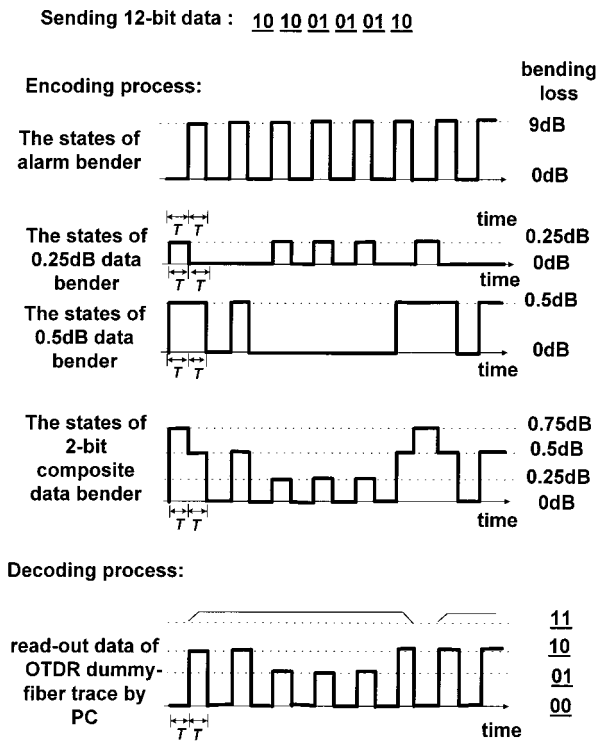 Sending 12-bit data : 10 10 01 01 01 10
Encoding process:
bending
loss
The states of
alarm bender
9dB
0dB
time
T T
The states of
0.25dB data
bender
0.25dB
0dB
time
T T
The states of
0.5dB data
bender
0.5dB
0dB
time
T T
The states of
2-bit
composite
data bender
0.75dB
0.5dB
0.25dB
0dB
time
T T
Decoding process:
read-out data of
OTDR dummy-
fiber trace by
PC
11
10
01
00
time
T T